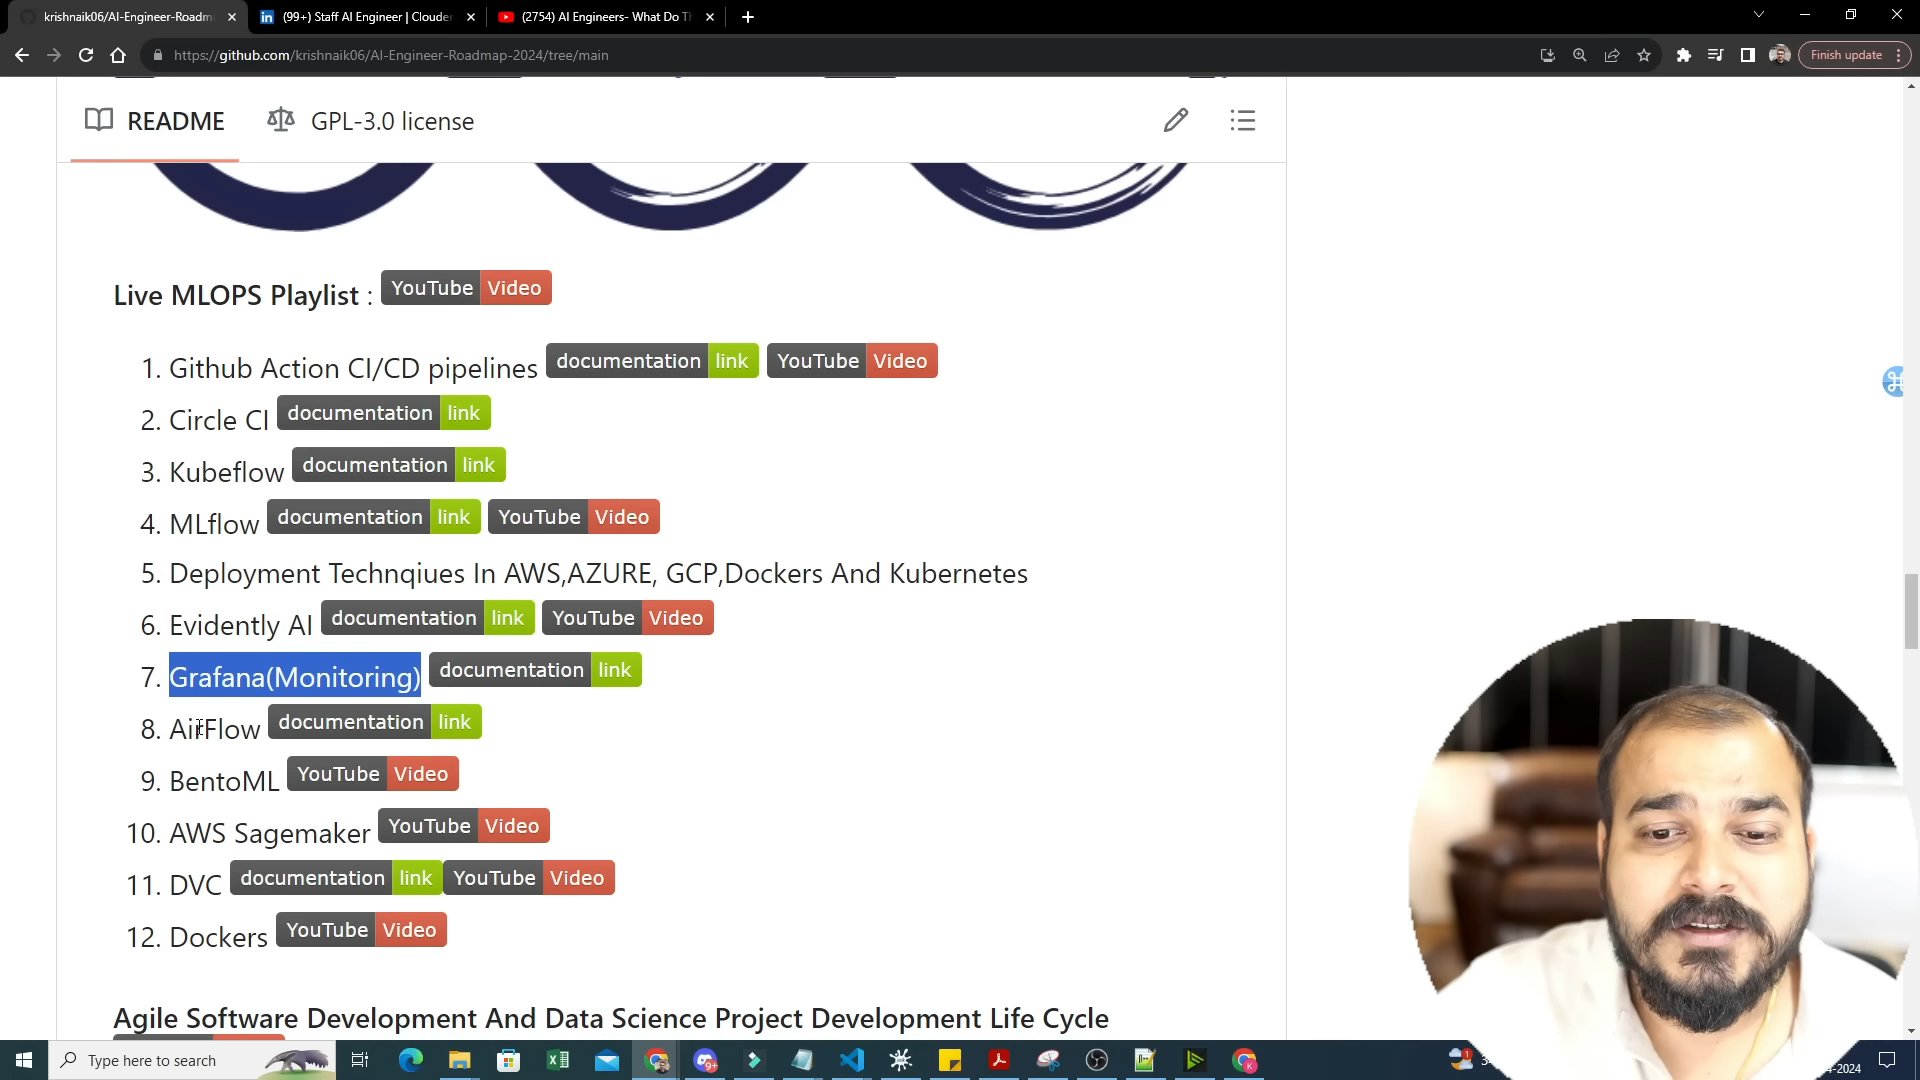 krishnaik06/AI-Engineer-Roadm
(99+) Staff AI Engineer | Clouder
(2754) AI Engineers- What Do Th
https://github.com/krishnaik06/AI-Engineer-Roadmap-2024/tree/main
Finish update
README
GPL-3.0 license
Live MLOPS Playlist : YouTube Video
1. Github Action CI/CD pipelines documentation link YouTube Video
2. Circle CI documentation link
3. Kubeflow documentation link
4. MLflow documentation link YouTube Video
5. Deployment Technqiues In AWS,AZURE, GCP,Dockers And Kubernetes
6. Evidently AI documentation link YouTube Video
7. Grafana(Monitoring) documentation link
8. AirFlow documentation link
9. BentoML YouTube Video
10. AWS Sagemaker YouTube Video
11. DVC documentation link YouTube Video
12. Dockers YouTube Video
Agile Software Development And Data Science Project Development Life Cycle
Type here to search